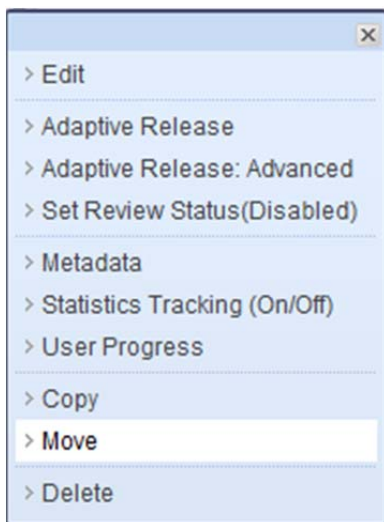 > Edit
> Adaptive Release
> Adaptive Release: Advanced
> Set Review Status(Disabled)
> Metadata
> Statistics Tracking (On/Off)
> User Progress
> Copy
> Move
> Delete